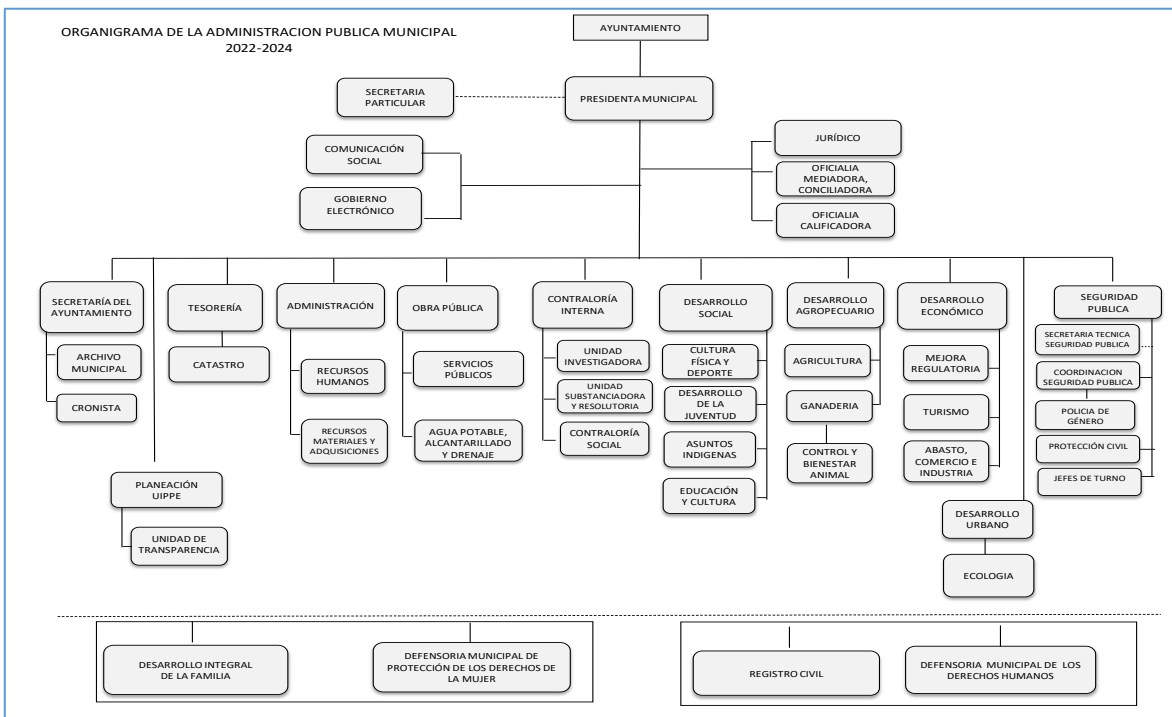 ORGANIGRAMA DE LA ADMINISTRACION PUBLICA MUNICIPAL
2022-2024
AYUNTAMIENTO
SECRETARIA
PARTICULAR
PRESIDENTA MUNICIPAL
COMUNICACIÓN
SOCIAL
GOBIERNO
ELECTRÓNICO
JURÍDICO
OFICIALIA
MEDIADORA,
CONCILIADORA
OFICIALIA
CALIFICADORA
SECRETARÍA DEL
AYUNTAMIENTO
ARCHIVO
MUNICIPAL
CRONISTA
PLANEACIÓN
UIPPE
UNIDAD DE
TRANSPARENCIA
TESORERÍA
CATASTRO
ADMINISTRACIÓN
RECURSOS
HUMANOS
RECURSOS
MATERIALES Y
ADQUISICIONES
OBRA PÚBLICA
SERVICIOS
PÚBLICOS
AGUA POTABLE,
ALCANTARILLADO
Y DRENAJE
CONTRALORÍA
INTERNA
UNIDAD
INVESTIGADORA
UNIDAD
SUBSTANCIADORA
Y RESOLUTORIA
CONTRALORÍA
SOCIAL
DESARROLLO
SOCIAL
CULTURA
FÍSICA Y
DEPORTE
DESARROLLO
DE LA
JUVENTUD
ASUNTOS
INDIGENAS
EDUCACIÓN
Y CULTURA
DESARROLLO
AGROPECUARIO
AGRICULTURA
GANADERIA
CONTROL Y
BIENESTAR
ANIMAL
DESARROLLO
ECONÓMICO
MEJORA
REGULATORIA
TURISMO
ABASTO,
COMERCIO E
INDUSTRIA
DESARROLLO
URBANO
ECOLOGIA
SEGURIDAD
PUBLICA
SECRETARIA TECNICA
SEGURIDAD PUBLICA
COORDINACION
SEGURIDAD PUBLICA
POLICIA DE
GÉNERO
PROTECCIÓN CIVIL
JEFES DE TURNO
DESARROLLO INTEGRAL
DE LA FAMILIA
DEFENSORIA MUNICIPAL DE
PROTECCIÓN DE LOS DERECHOS DE
LA MUJER
REGISTRO CIVIL
DEFENSORIA MUNICIPAL DE LOS
DERECHOS HUMANOS